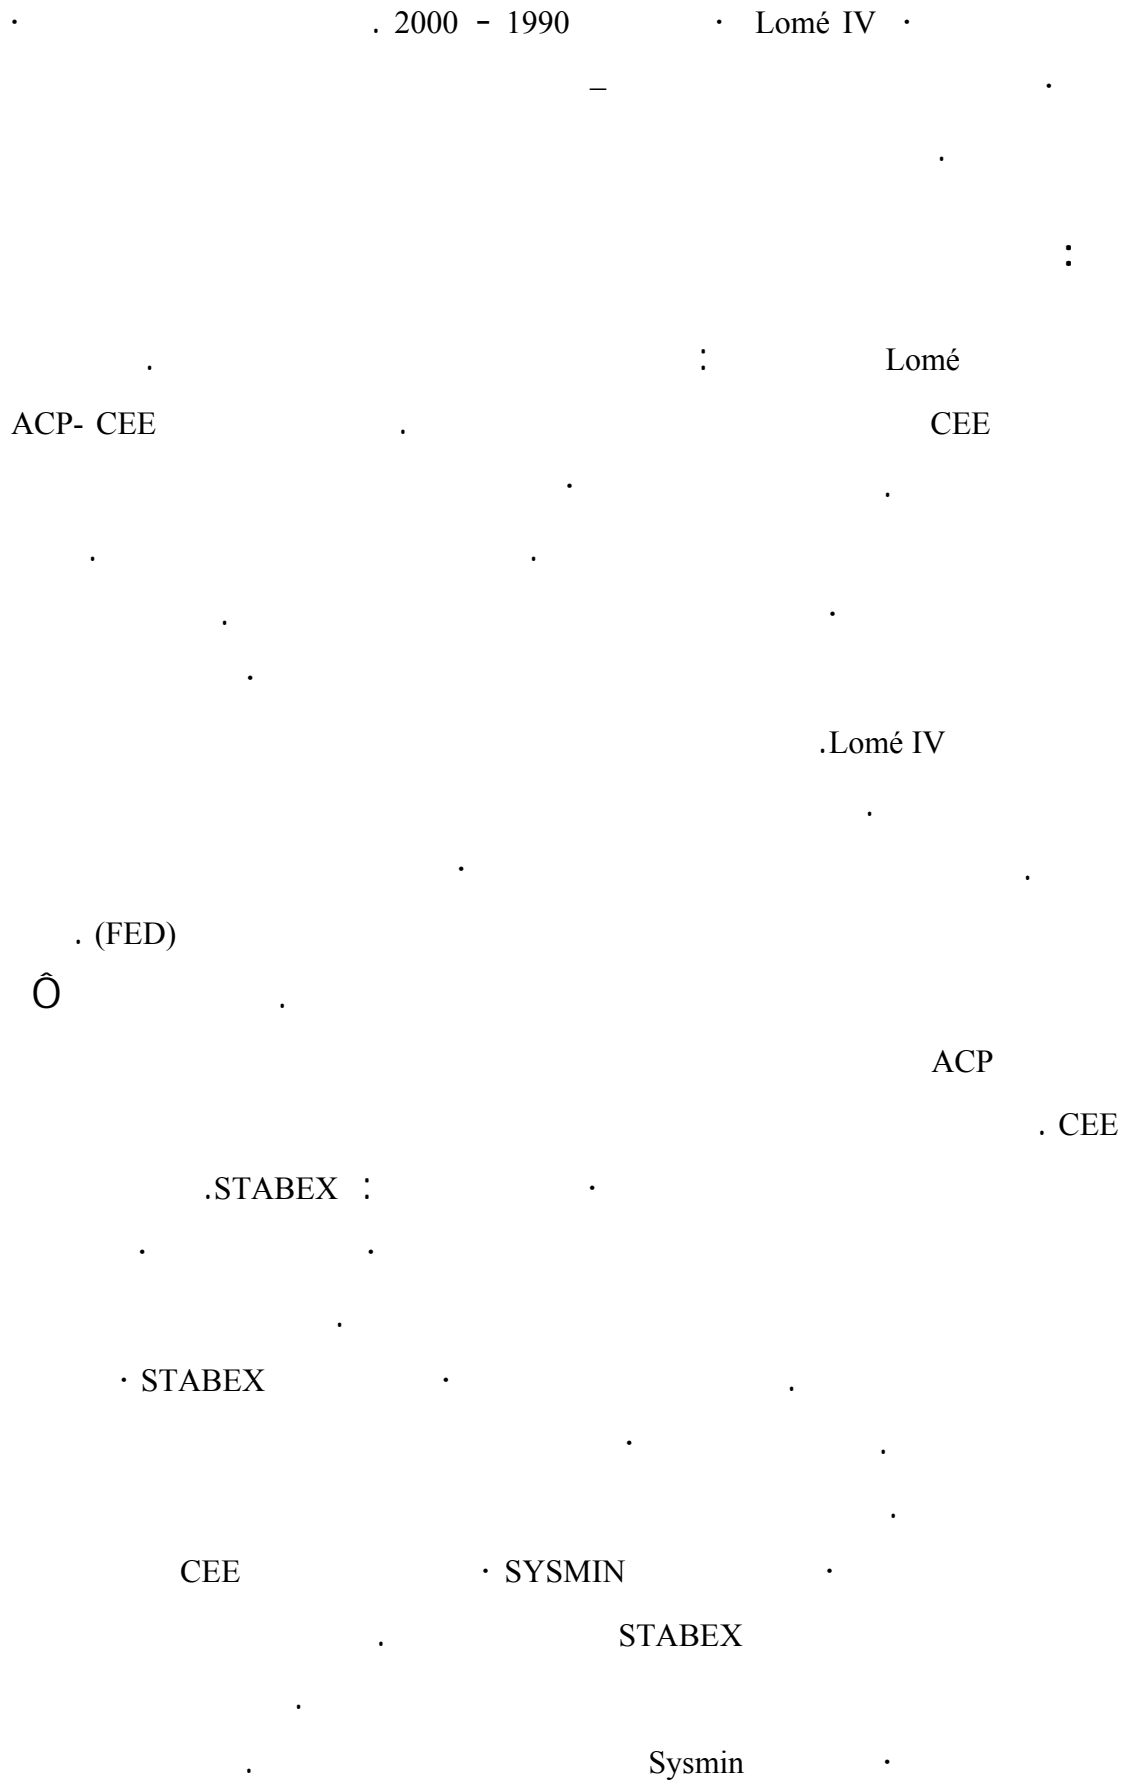 . 2000 - 1990 · Lomé IV ·
–
.
:
. : Lomé
ACP- CEE . CEE
· .
. .
. ·
·
.Lomé IV
.
· .
. (FED)
Ô .
ACP
. CEE
.STABEX : ·
· ·
.
· STABEX · .
· .
.
CEE · SYSMIN ·
. STABEX
.
. Sysmin ·